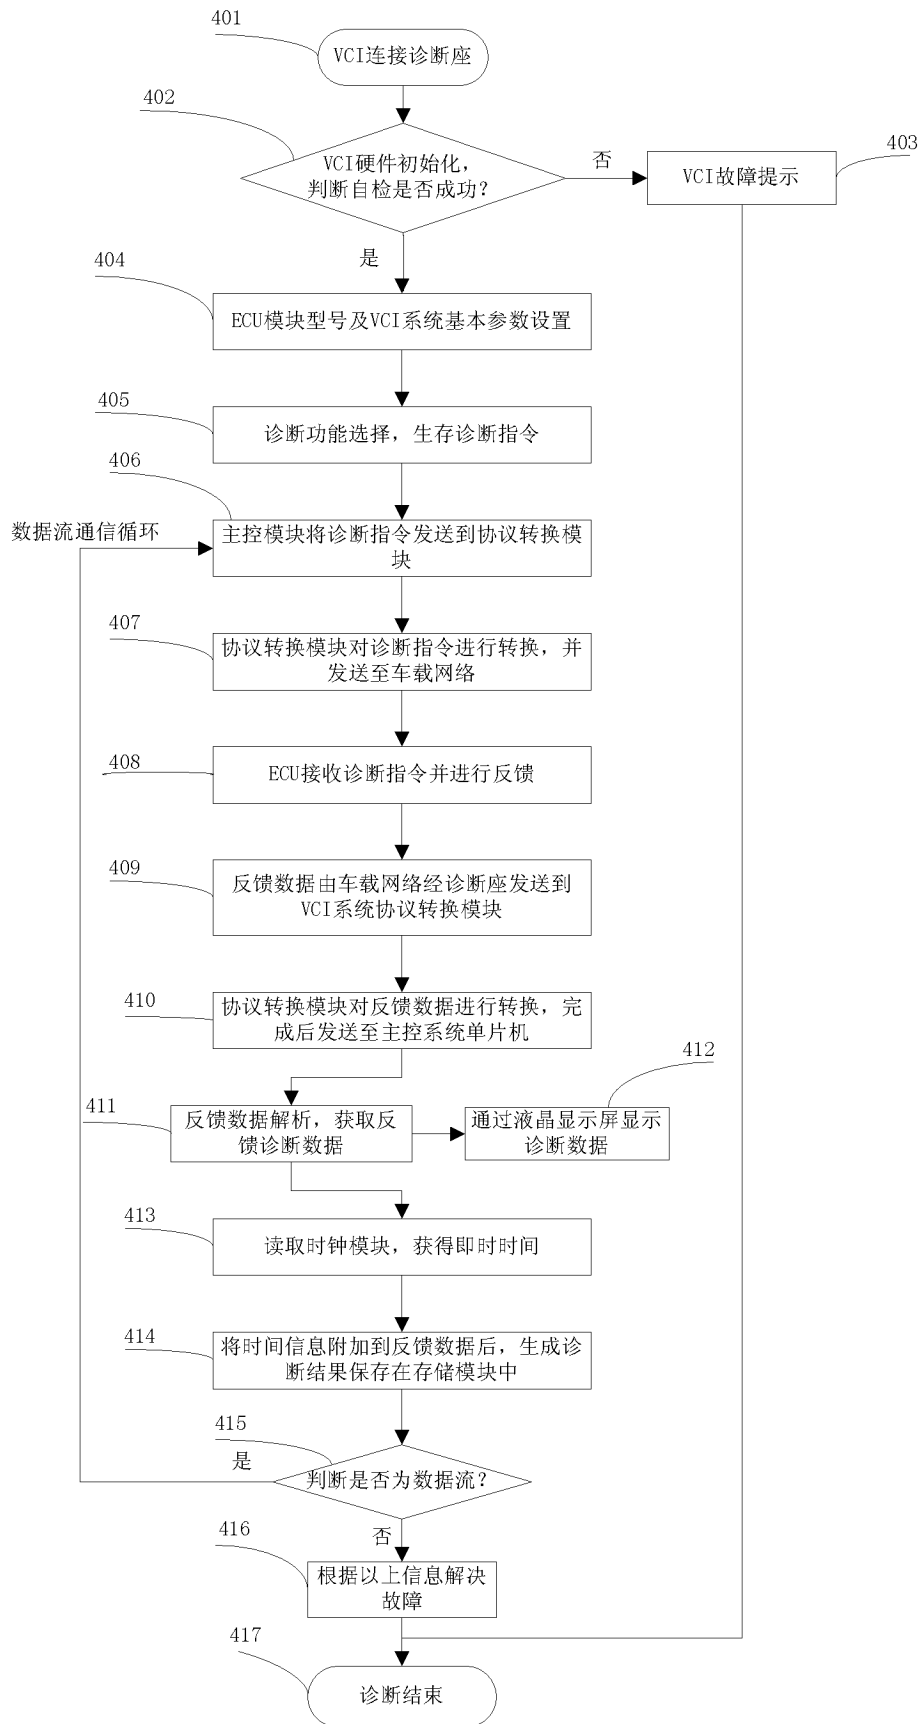 401
VCI连接诊断座
402
VCI硬件初始化，
判断自检是否成功？
否
403
VCI故障提示
是
404
ECU模块型号及VCI系统基本参数设置
405
诊断功能选择，生存诊断指令
406
数据流通信循环
主控模块将诊断指令发送到协议转换模
块
407
协议转换模块对诊断指令进行转换，并
发送至车载网络
408
ECU接收诊断指令并进行反馈
409
反馈数据由车载网络经诊断座发送到
VCI系统协议转换模块
410
协议转换模块对反馈数据进行转换，完
成后发送至主控系统单片机
411
反馈数据解析，获取反
馈诊断数据
412
通过液晶显示屏显示
诊断数据
413
读取时钟模块，获得即时时间
414
将时间信息附加到反馈数据后，生成诊
断结果保存在存储模块中
415
是
判断是否为数据流？
否
416
根据以上信息解决
故障
417
诊断结束